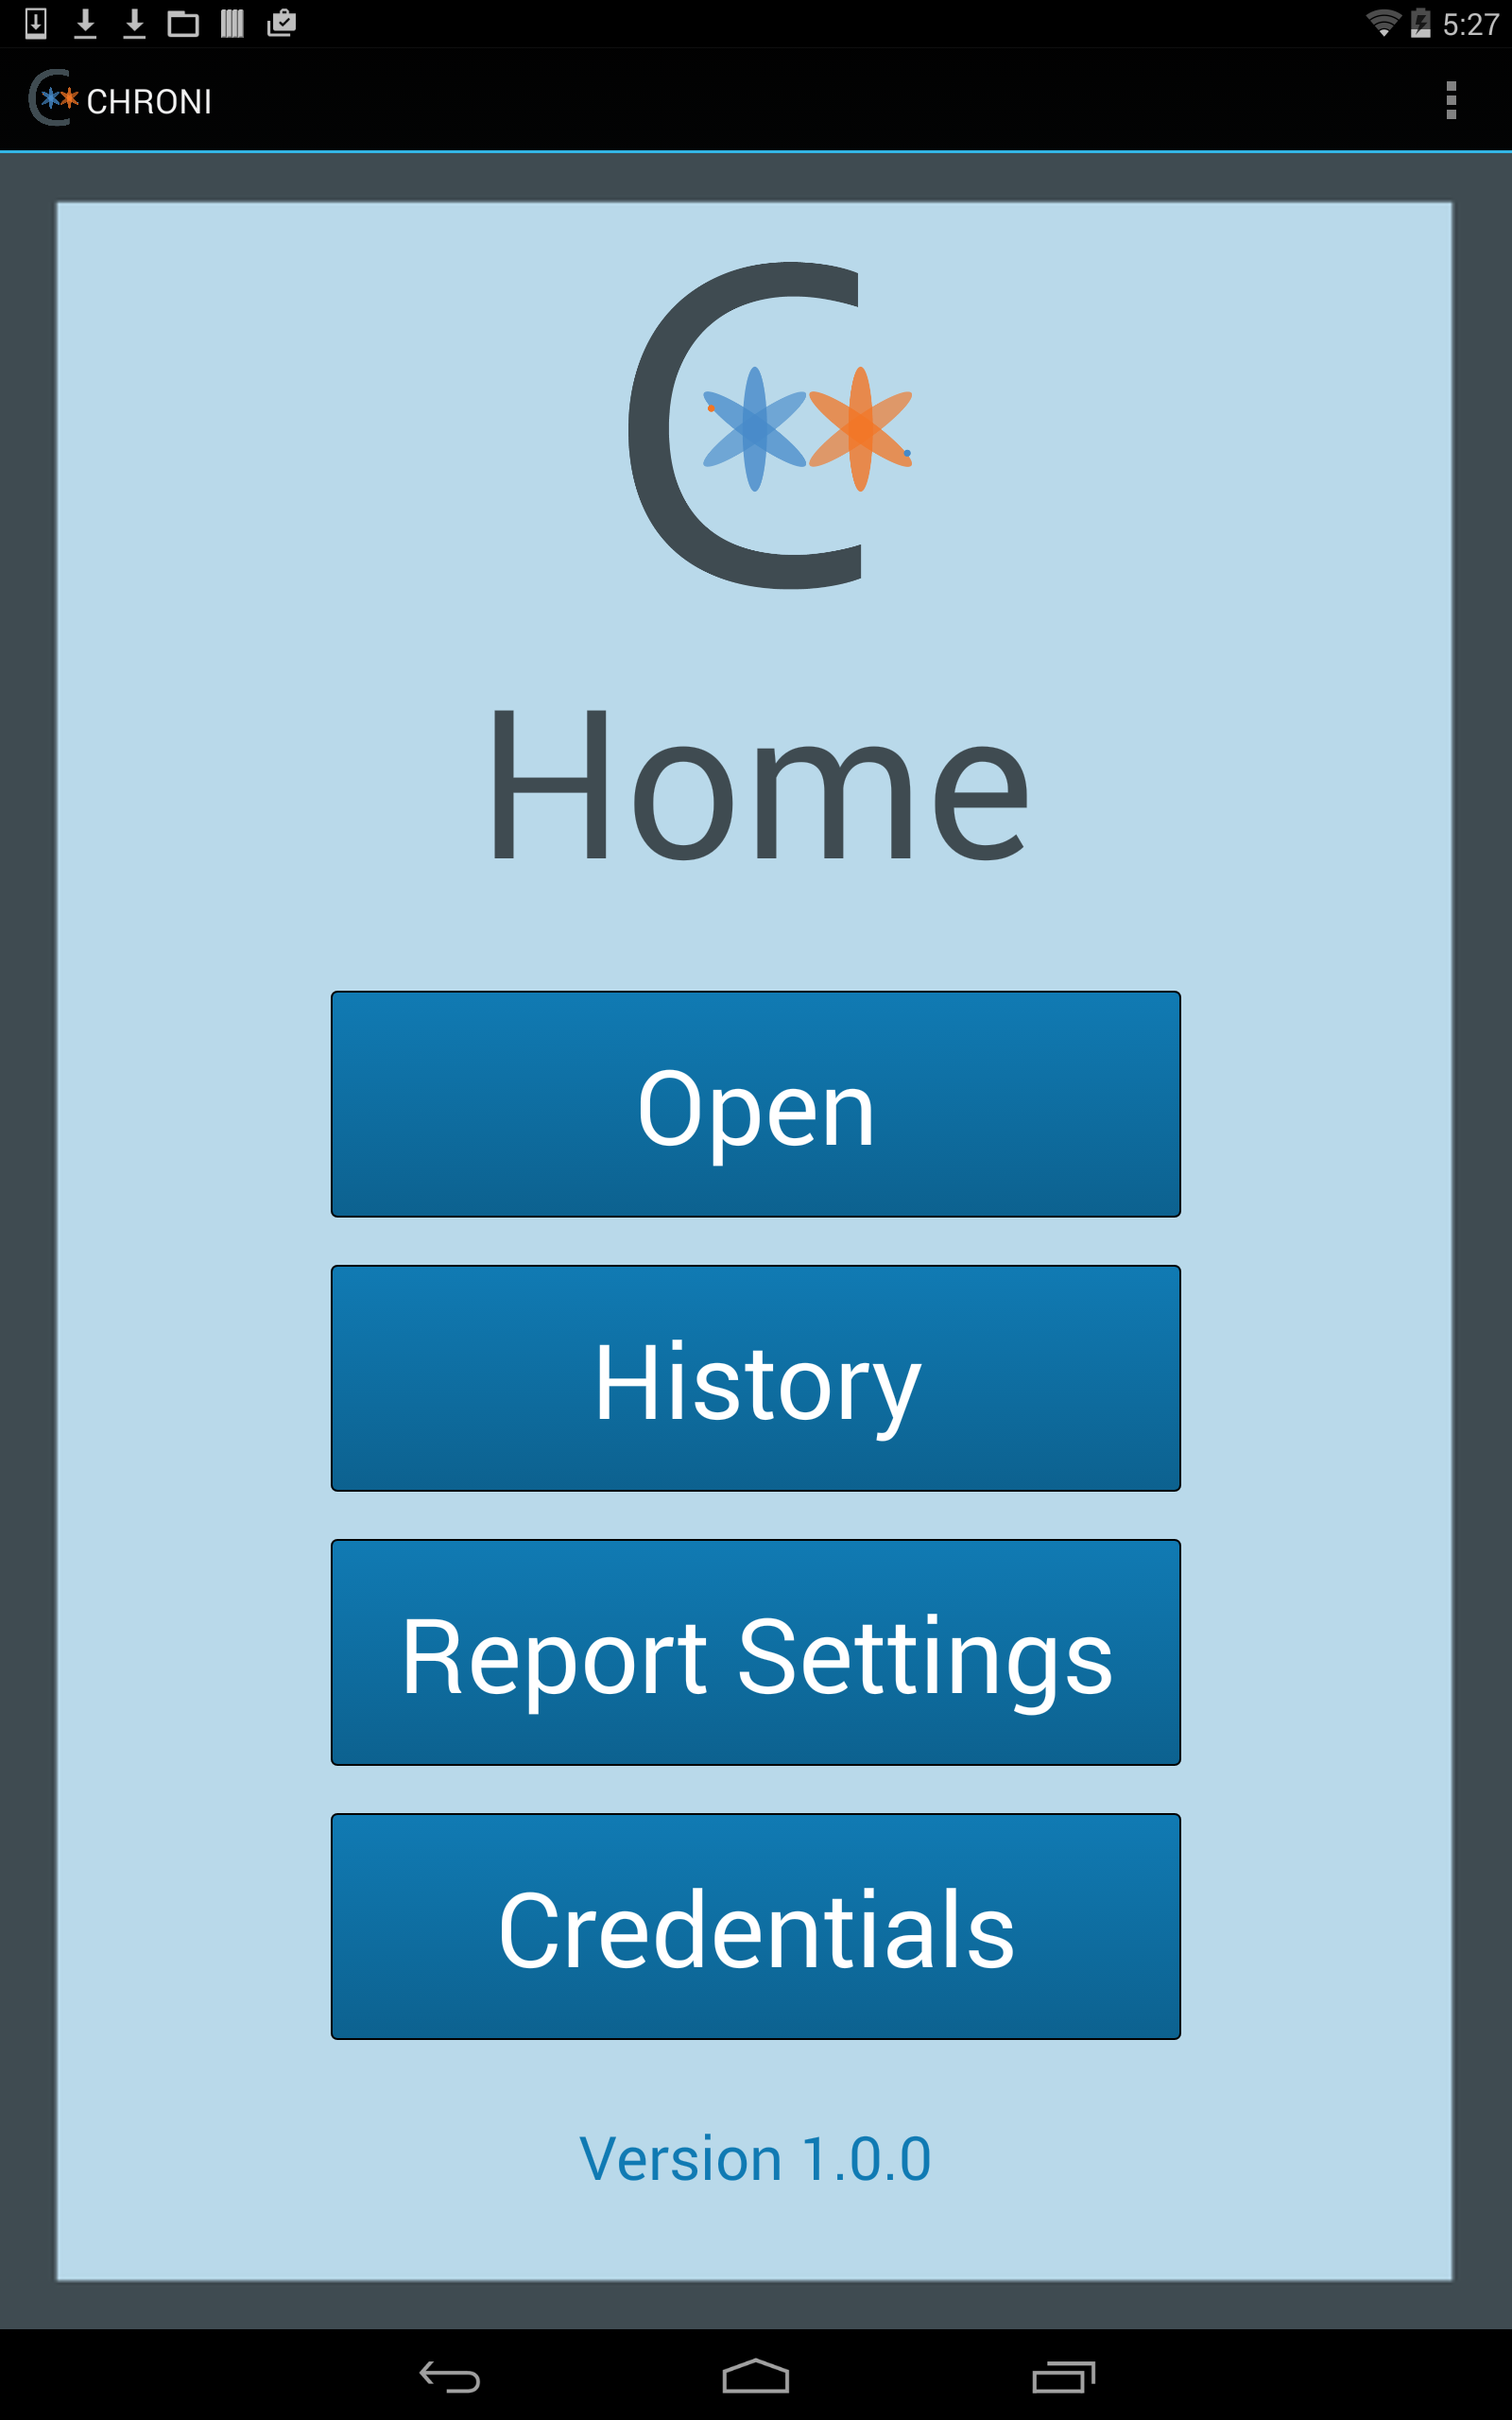 5:27
CHRONI
Home
Open
History
Report Settings
Credentials
Version 1.0.0